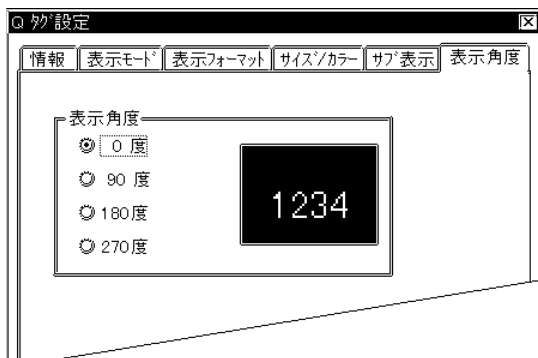 Q ﾀｸﾞ設定
情報 表示ﾓｰﾄﾞ 表示ﾌｫｰﾏｯﾄ ｻｲｽﾞ/ｶﾗｰ ｻﾌﾞ表示 表示角度
表示角度
0 度
90 度
180度
270度
1234